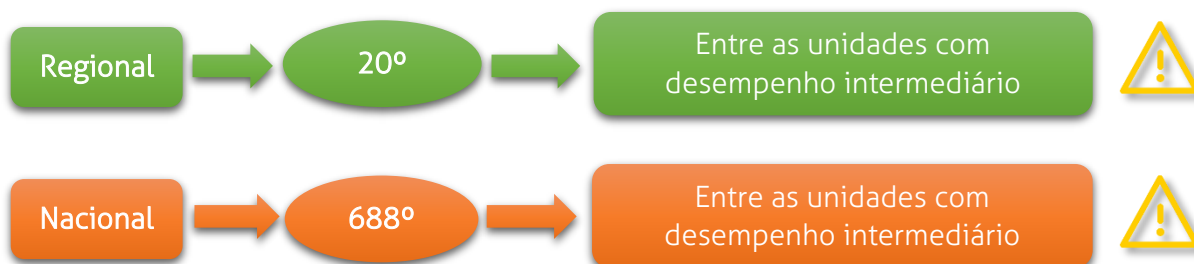 Regional
20º
Entre as unidades com
desempenho intermediário
Nacional
688º
Entre as unidades com
desempenho intermediário